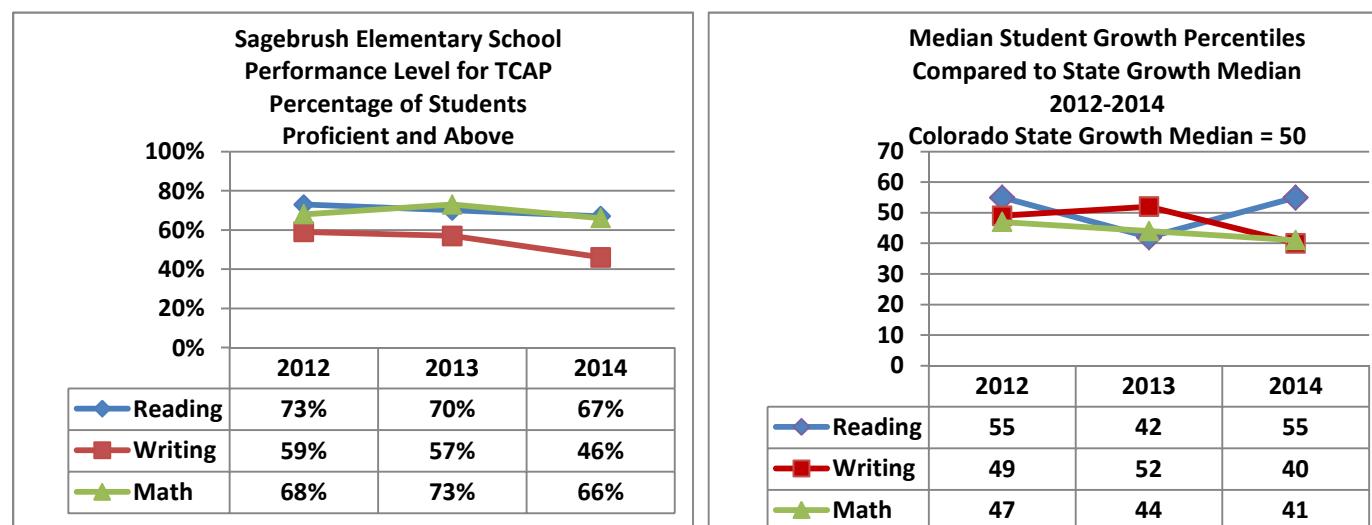 Sagebrush Elementary School
Performance Level for TCAP
Percentage of Students
Proficient and Above
100%
80%
60%
40%
20%
0%
2012 2013 2014
Reading 73% 70% 67%
Writing 59% 57% 46%
Math 68% 73% 66%
Median Student Growth Percentiles
Compared to State Growth Median
2012-2014
Colorado State Growth Median = 50
70
60
50
40
30
20
10
0
2012 2013 2014
Reading 55 42 55
Writing 49 52 40
Math 47 44 41